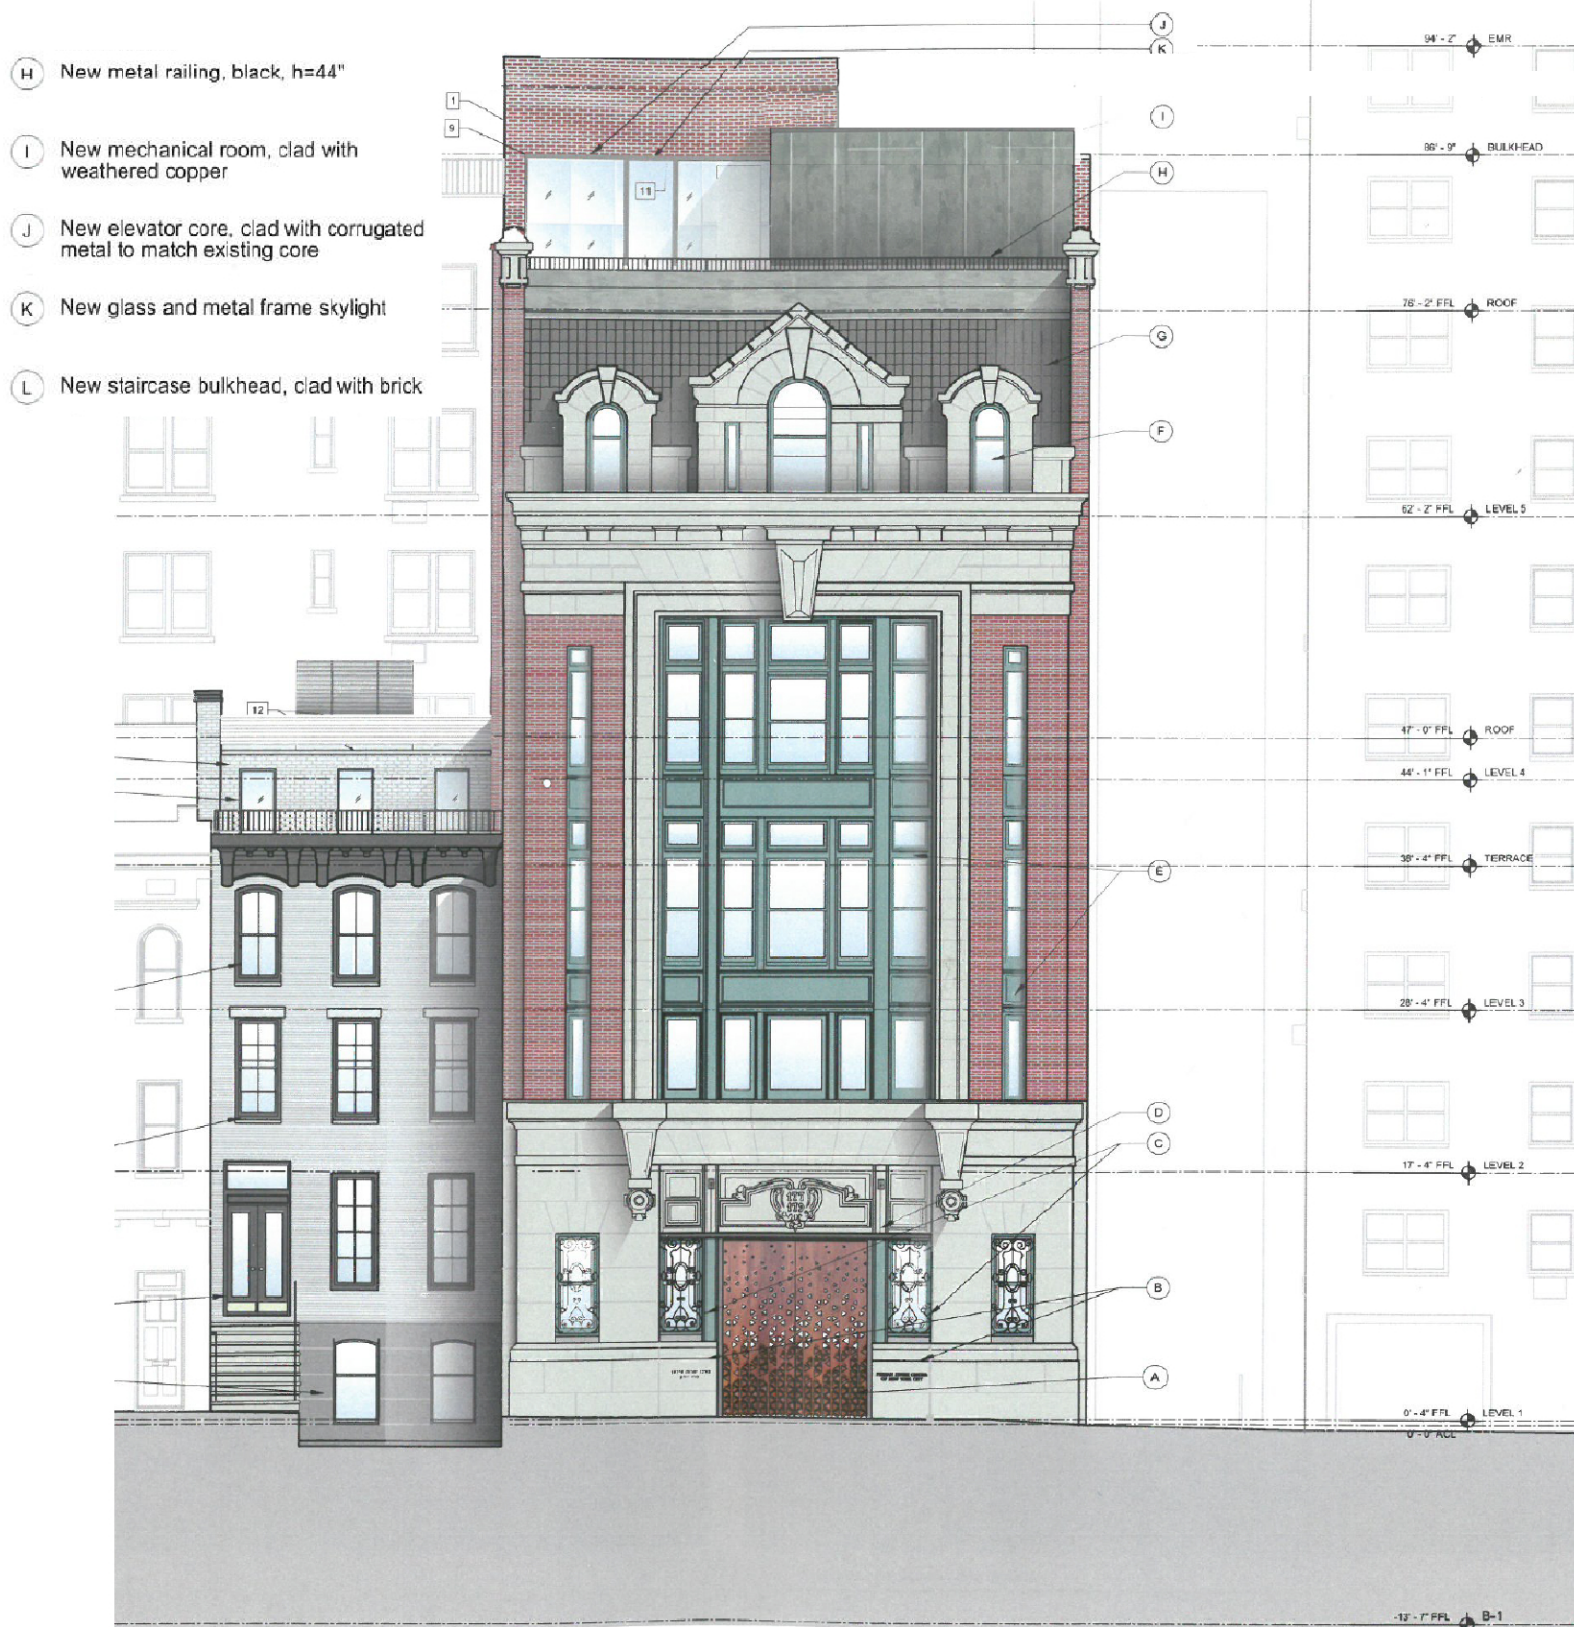 H New metal railing, black, h=44"
I New mechanical room, clad with
weathered copper
J New elevator core, clad with corrugated
metal to match existing core
K New glass and metal frame skylight
L New staircase bulkhead, clad with brick
J
K
I
H
G
F
E
D
C
B
A
1
9
11
12
177
179
94' - 2" EMR
86' - 9" BULKHEAD
76' - 2" FFL ROOF
62' - 2" FFL LEVEL 5
47' - 0" FFL ROOF
44' - 1" FFL LEVEL 4
38' - 4" FFL TERRACE
28' - 4" FFL LEVEL 3
17' - 4" FFL LEVEL 2
0' - 4" FFL LEVEL 1
0' - 0" ACL
-13' - 7" FFL B-1